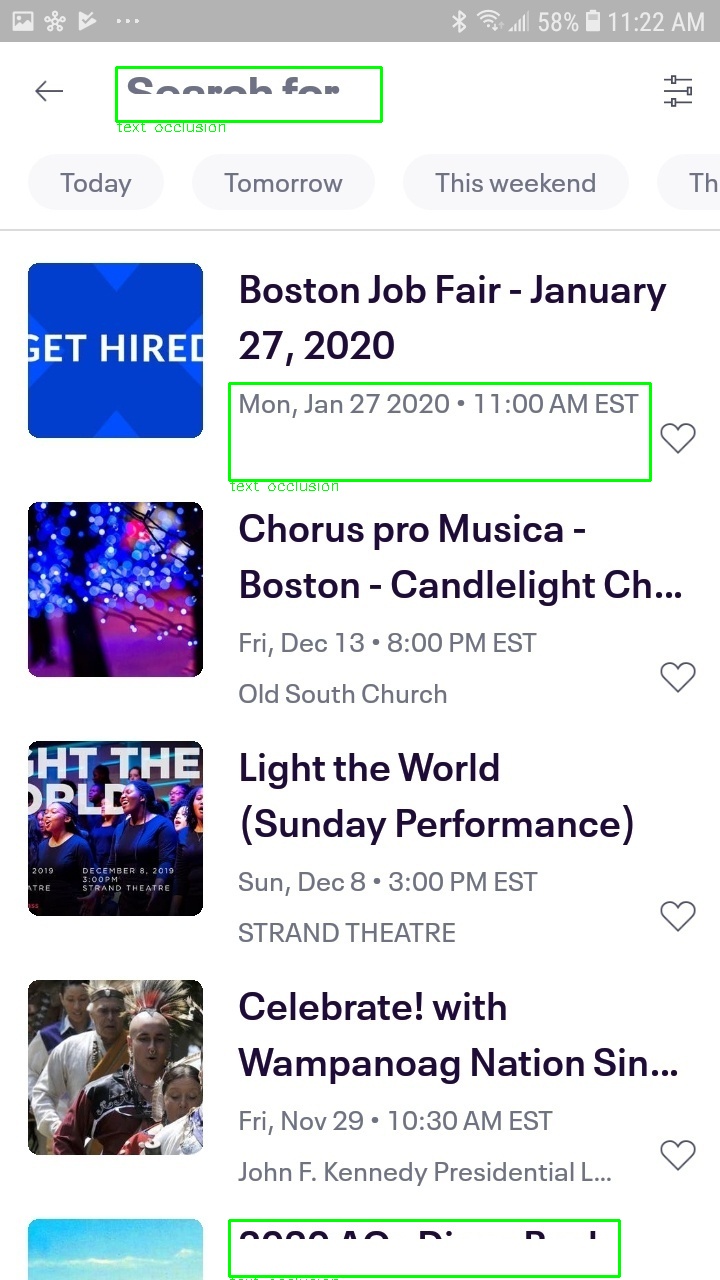 58% 11:22 AM
Search for
text occlusion
Today Tomorrow This weekend Th
GET HIRED
Boston Job Fair - January
27, 2020
Mon, Jan 27 2020 • 11:00 AM EST
text occlusion
Chorus pro Musica -
Boston - Candlelight Ch...
Fri, Dec 13 • 8:00 PM EST
Old South Church
GHT THE
ORLD
2019
ATRE
DECEMBER 8, 2019
3:00PM
STRAND THEATRE
Light the World
(Sunday Performance)
Sun, Dec 8 • 3:00 PM EST
STRAND THEATRE
Celebrate! with
Wampanoag Nation Sin...
Fri, Nov 29 • 10:30 AM EST
John F. Kennedy Presidential L...
text occlusion